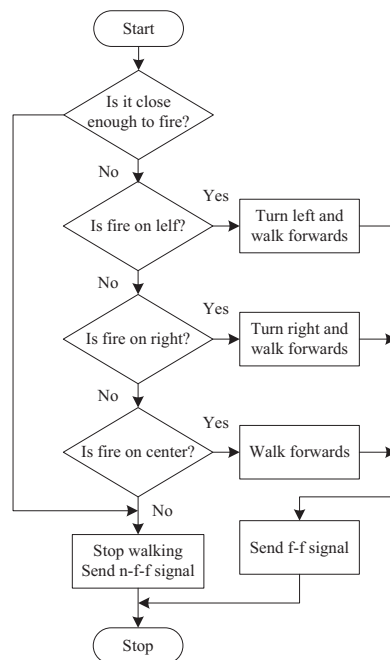 Start
Is it close
enough to fire?
No
Yes
Is fire on lelf?
Turn left and
walk forwards
No
Yes
Is fire on right?
Turn right and
walk forwards
No
Yes
Is fire on center?
Walk forwards
No
Stop walking
Send n-f-f signal
Send f-f signal
Stop